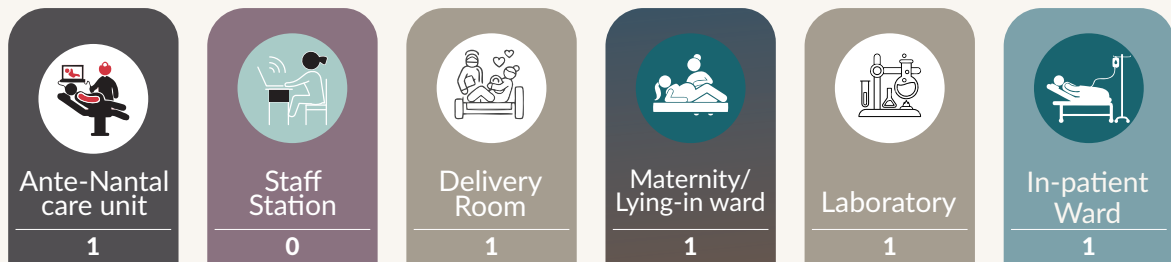 Ante-Nantal
care unit
1
Staff
Station
0
Delivery
Room
1
Maternity/
Lying-in ward
1
Laboratory
1
In-patient
Ward
1